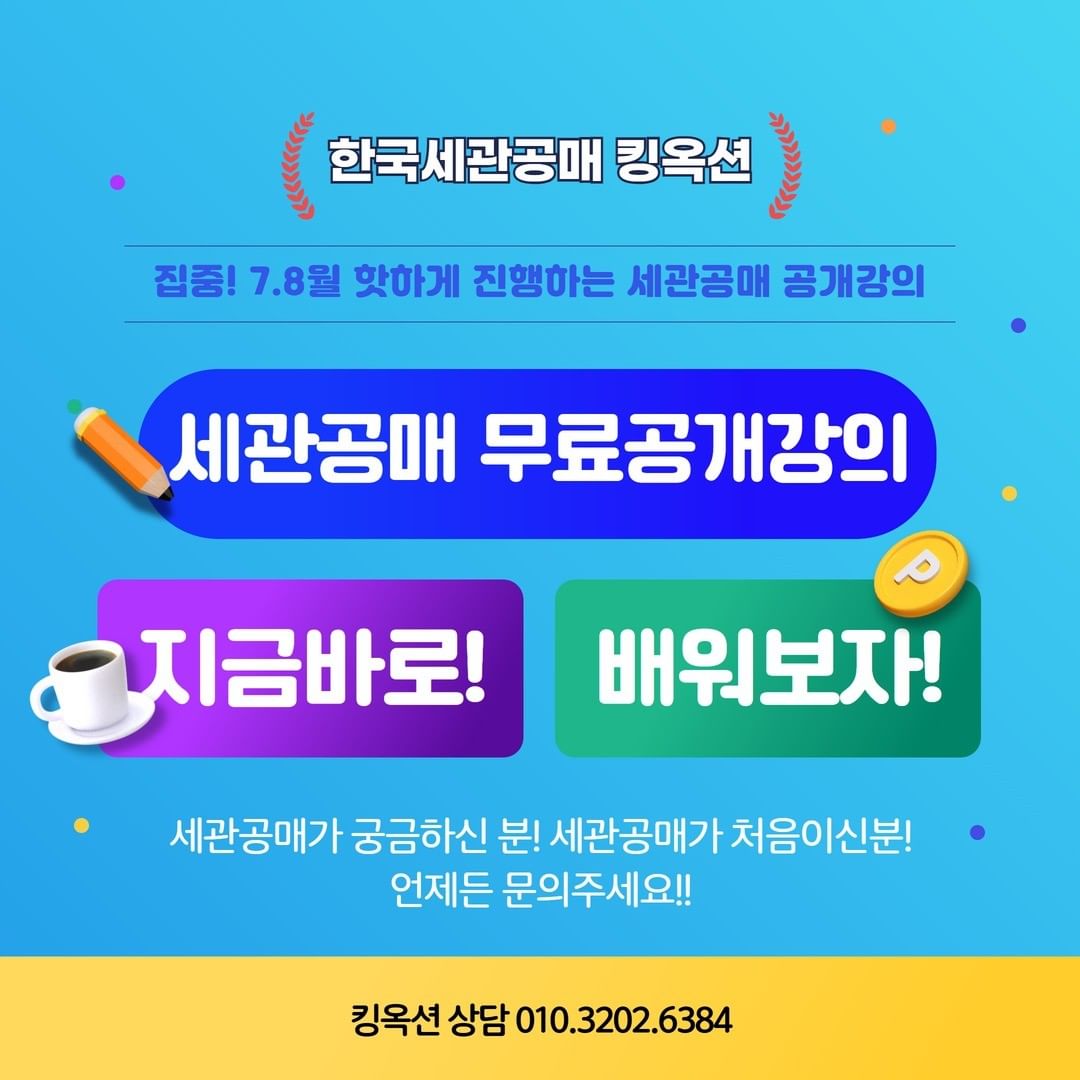 한국세관공매 킹옥션
집중! 7.8월 핫하게 진행하는 세관공매 공개강의
세관공매 무료공개강의
지금바로!
배워보자!
P
세관공매가 궁금하신 분! 세관공매가 처음이신분!
언제든 문의주세요!!
킹옥션 상담 010.3202.6384